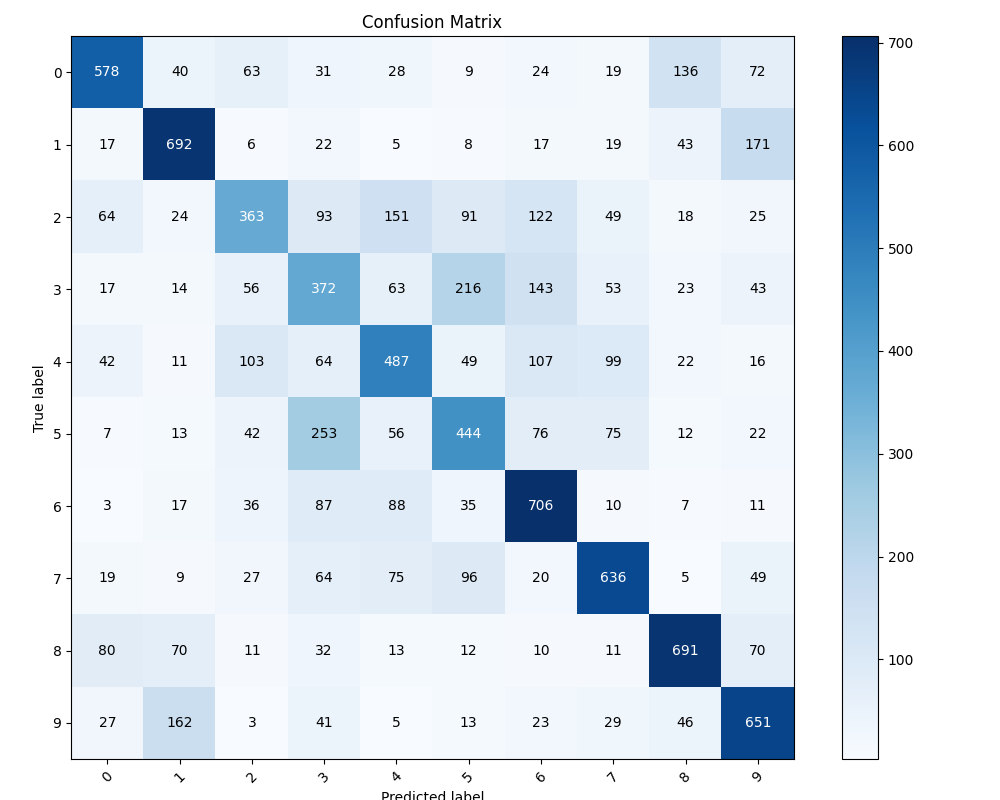 Confusion Matrix
True label
0 578 40 63 31 28 9 24 19 136 72
1 17 692 6 22 5 8 17 19 43 171
2 64 24 363 93 151 91 122 49 18 25
3 17 14 56 372 63 216 143 53 23 43
4 42 11 103 64 487 49 107 99 22 16
5 7 13 42 253 56 444 76 75 12 22
6 3 17 36 87 88 35 706 10 7 11
7 19 9 27 64 75 96 20 636 5 49
8 80 70 11 32 13 12 10 11 691 70
9 27 162 3 41 5 13 23 29 46 651
0 1 2 3 4 5 6 7 8 9
Predicted label
700
600
500
400
300
200
100